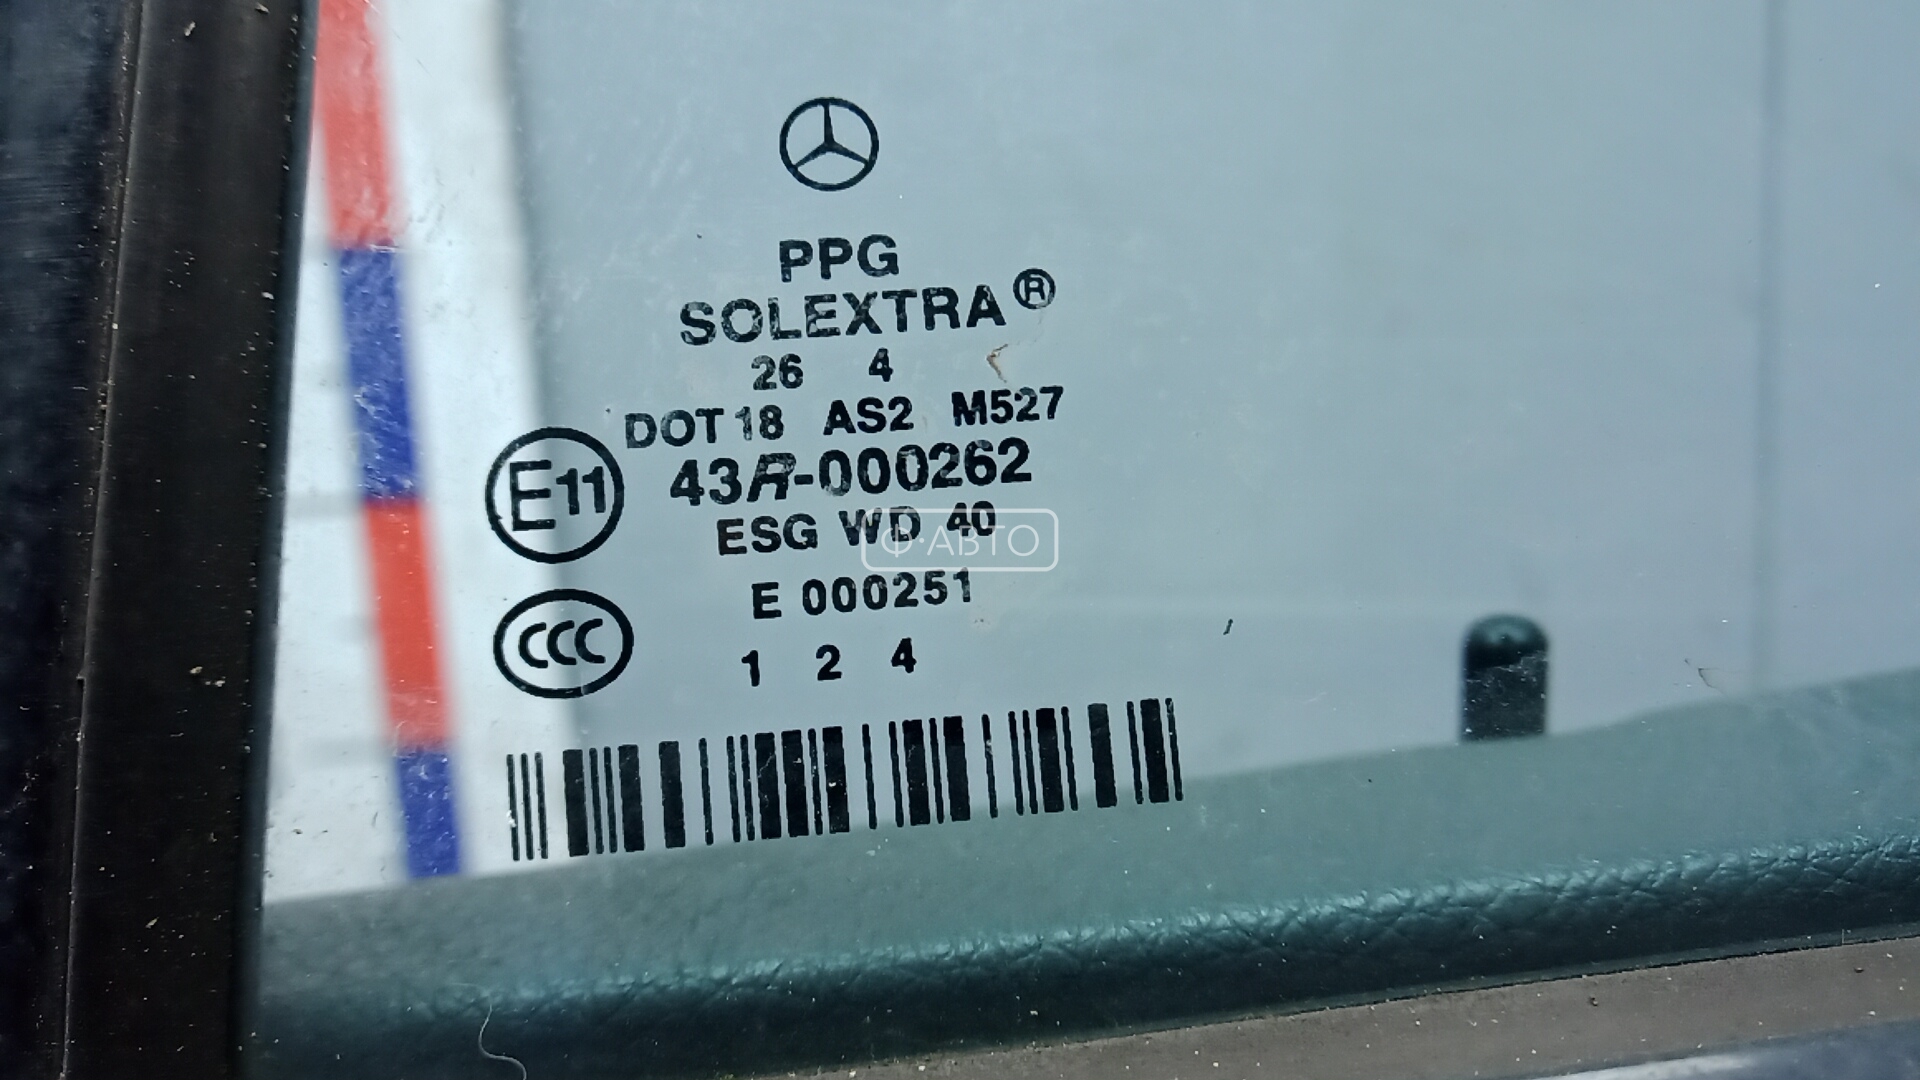 PPG
SOLEXTRA®
26 4
DOT 18 AS2 M527
E11 43R-000262
ESG WD 40
Ф·АВТО
E 000251
CCC
1 2 4